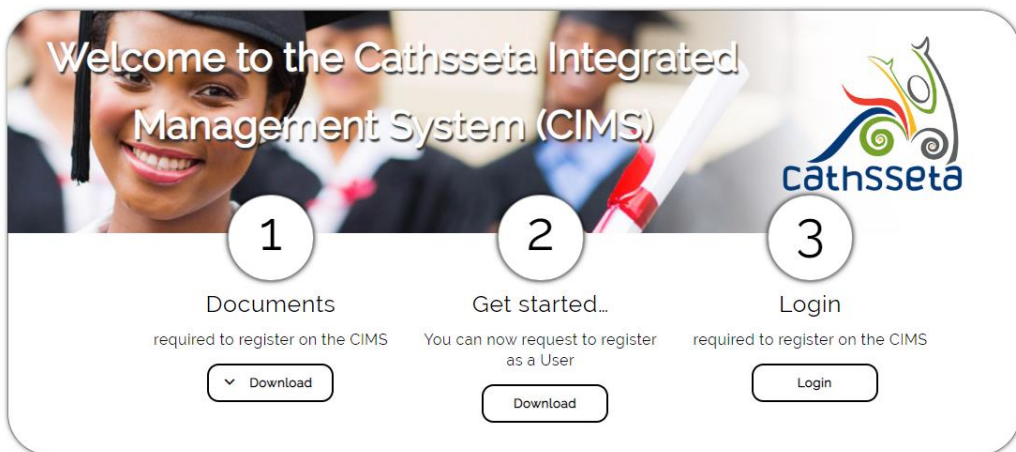 Welcome to the Cathsseta Integrated
Management System (CIMS)
cathsseta
1
Documents
required to register on the CIMS
Download
2
Get started...
You can now request to register
as a User
Download
3
Login
required to register on the CIMS
Login